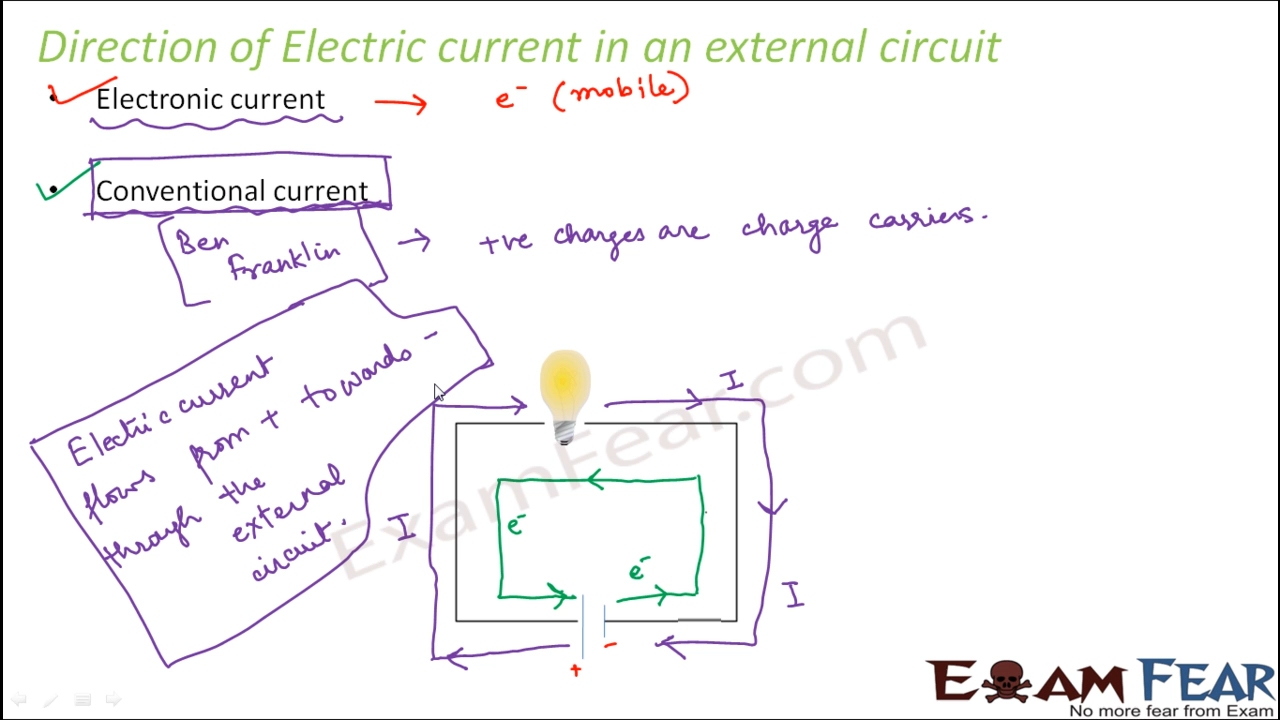 Direction of Electric current in an external circuit
• Electronic current → e⁻ (mobile)
• Conventional current
Ben
Franklin → +ve charges are charge carriers.
Electric current
flows from + towards -
through the
external
circuit.
I
I
I
e⁻
e⁻
+
-
ExamFear.com
EXAM FEAR
No more fear from Exam